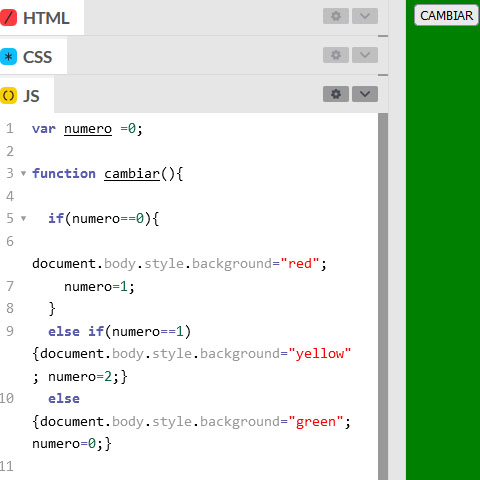 HTML
CSS
JS
CAMBIAR
1 var numero =0;
2
3 function cambiar(){
4
5 if(numero==0){
6
document.body.style.background="red";
7 numero=1;
8 }
9 else if(numero==1)
{document.body.style.background="yellow"
; numero=2;}
10 else
{document.body.style.background="green";
numero=0;}
11